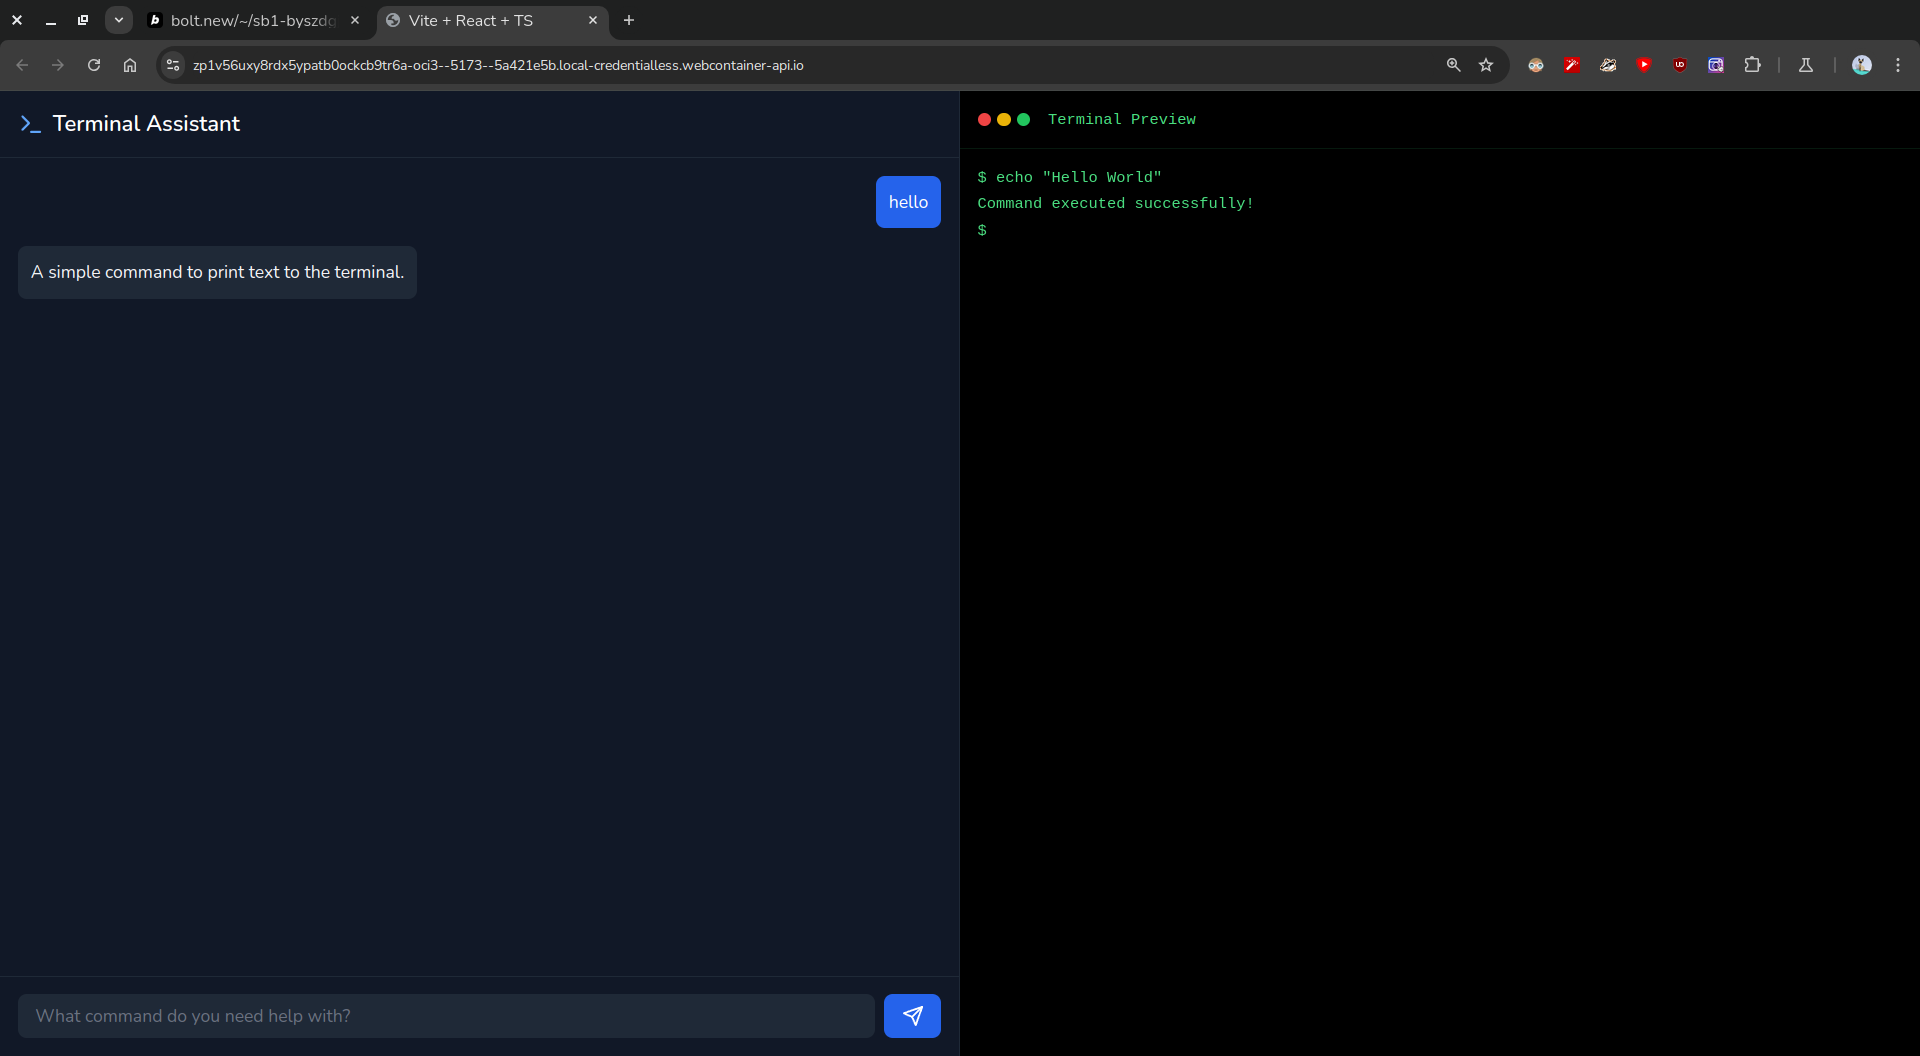 bolt.new/~/sb1-byszdq
Vite + React + TS
zp1v56uxy8rdx5ypatb0ockcb9tr6a-oci3--5173--5a421e5b.local-credentialless.webcontainer-api.io
Terminal Assistant
hello
A simple command to print text to the terminal.
What command do you need help with?
Terminal Preview
$ echo "Hello World"
Command executed successfully!
$